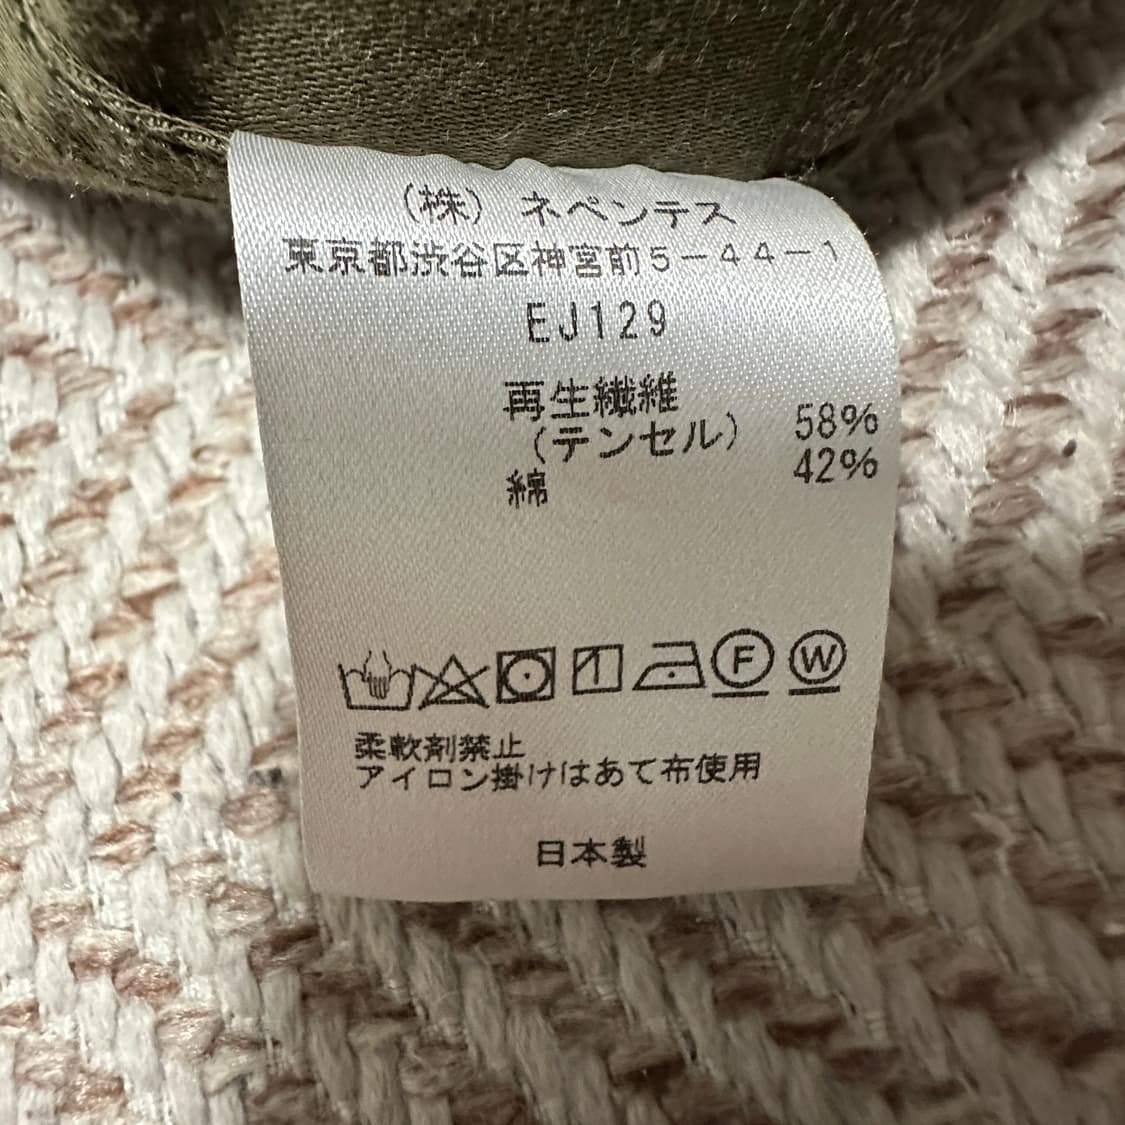 （株）ネペンテス
東京都渋谷区神宮前5－44－1
EJ129
再生繊維
（テンセル） 58%
綿 42%
F W
柔軟剤禁止
アイロン掛けはあて布使用
日本製